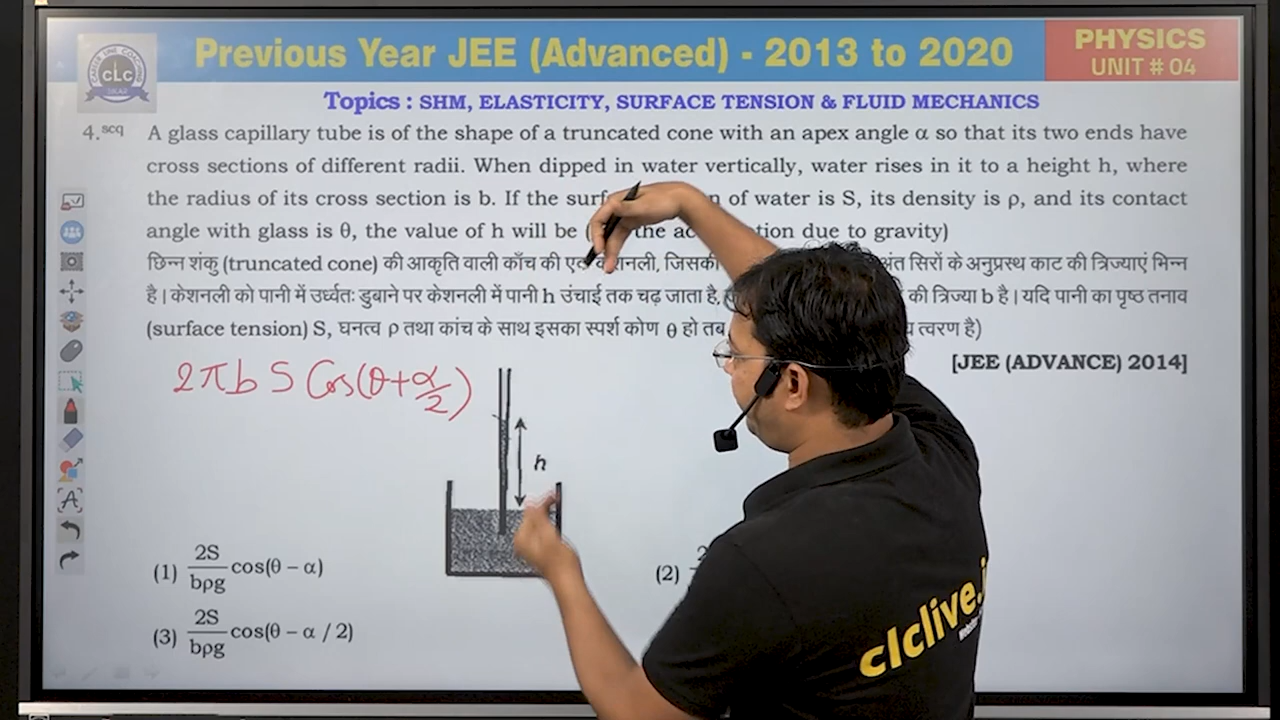 Previous Year JEE (Advanced) - 2013 to 2020
PHYSICS
UNIT # 04
CLC
Topics : SHM, ELASTICITY, SURFACE TENSION & FLUID MECHANICS
4.scq A glass capillary tube is of the shape of a truncated cone with an apex angle α so that its two ends have
cross sections of different radii. When dipped in water vertically, water rises in it to a height h, where
the radius of its cross section is b. If the of water is S, its density is ρ, and its contact
angle with glass is θ, the value of h will be ( the due to gravity)
छिन्न शंकु (truncated cone) की आकृति वाली काँच की सिरों के अनुप्रस्थ काट की त्रिज्याएं भिन्न
है। केशनली को पानी में उर्ध्वतः डुबाने पर केशनली में पानी h उंचाई तक चढ़ जाता है, की त्रिज्या b है। यदि पानी का पृष्ठ तनाव
(surface tension) S, घनत्व ρ तथा कांच के साथ इसका स्पर्श कोण θ हो तब त्वरण है)
[JEE (ADVANCE) 2014]
2πb S Cos(θ+α/2)
h
(1) 2S/bρg cos(θ – α)
(2)
(3) 2S/bρg cos(θ – α / 2)
clclive.i